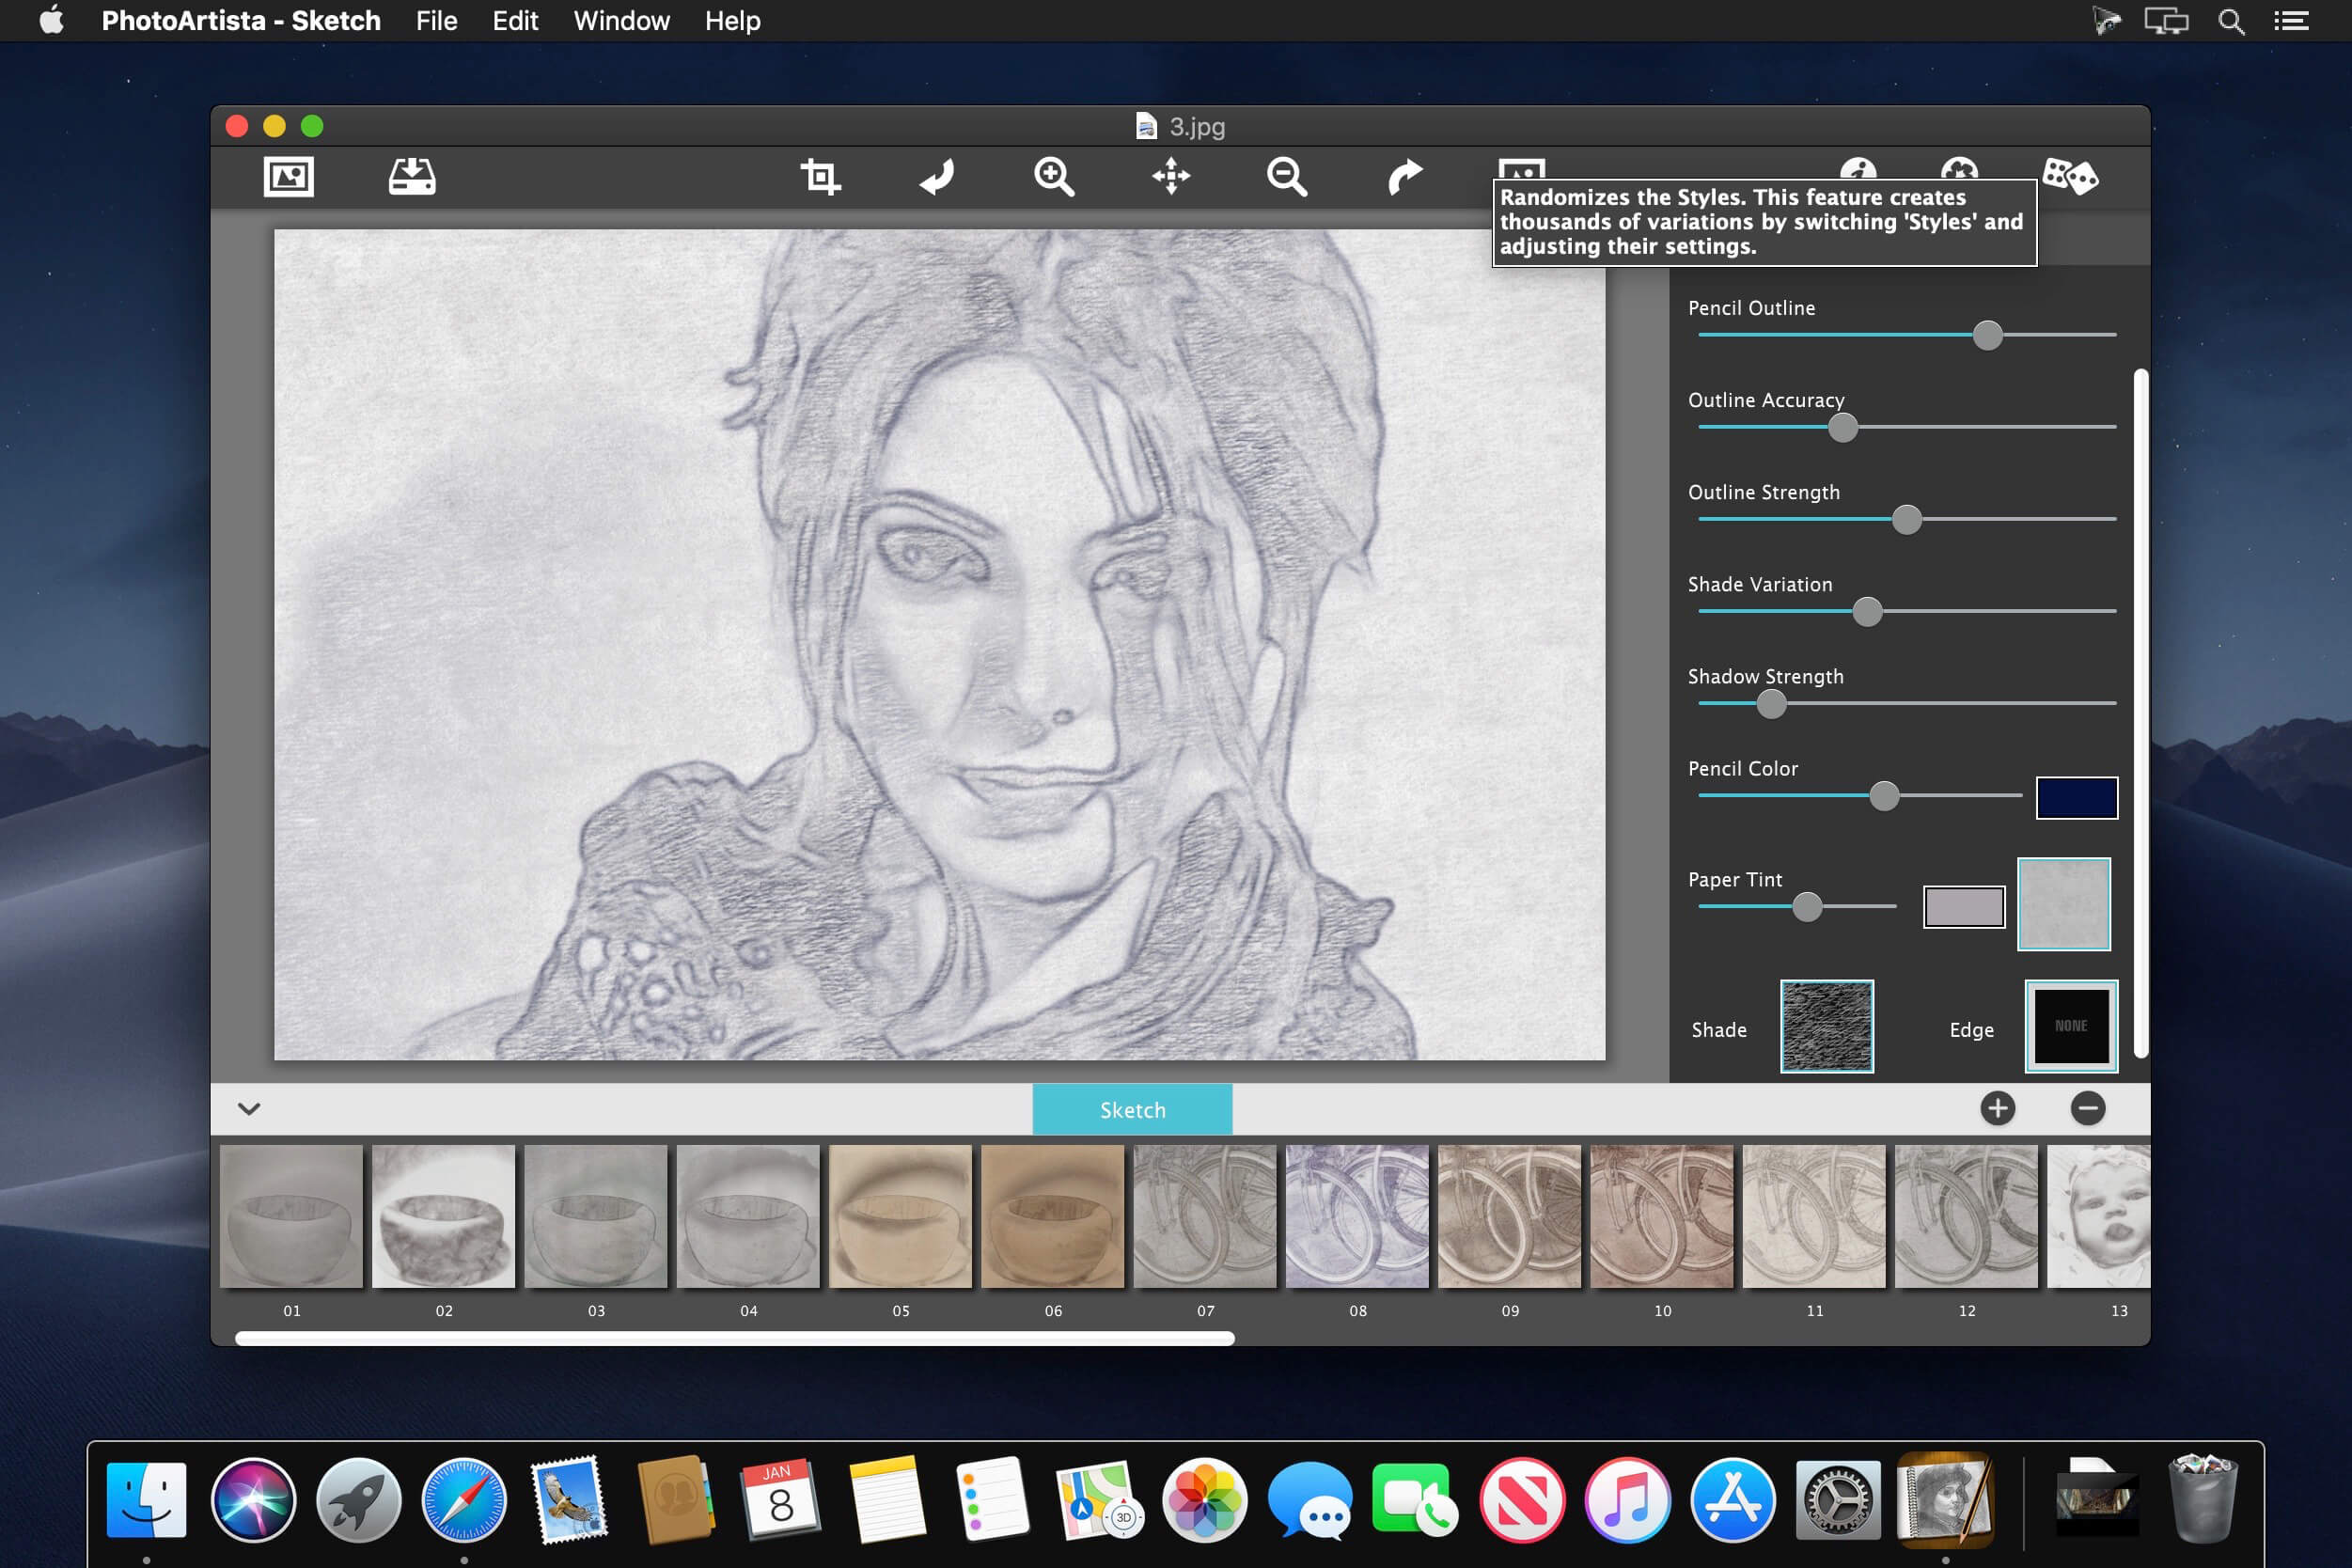 PhotoArtista - Sketch File Edit Window Help
3.jpg
Randomizes the Styles. This feature creates
thousands of variations by switching 'Styles' and
adjusting their settings.
Pencil Outline
Outline Accuracy
Outline Strength
Shade Variation
Shadow Strength
Pencil Color
Paper Tint
Shade
Edge
NONE
Sketch
01 02 03 04 05 06 07 08 09 10 11 12 13
JAN
8
3D